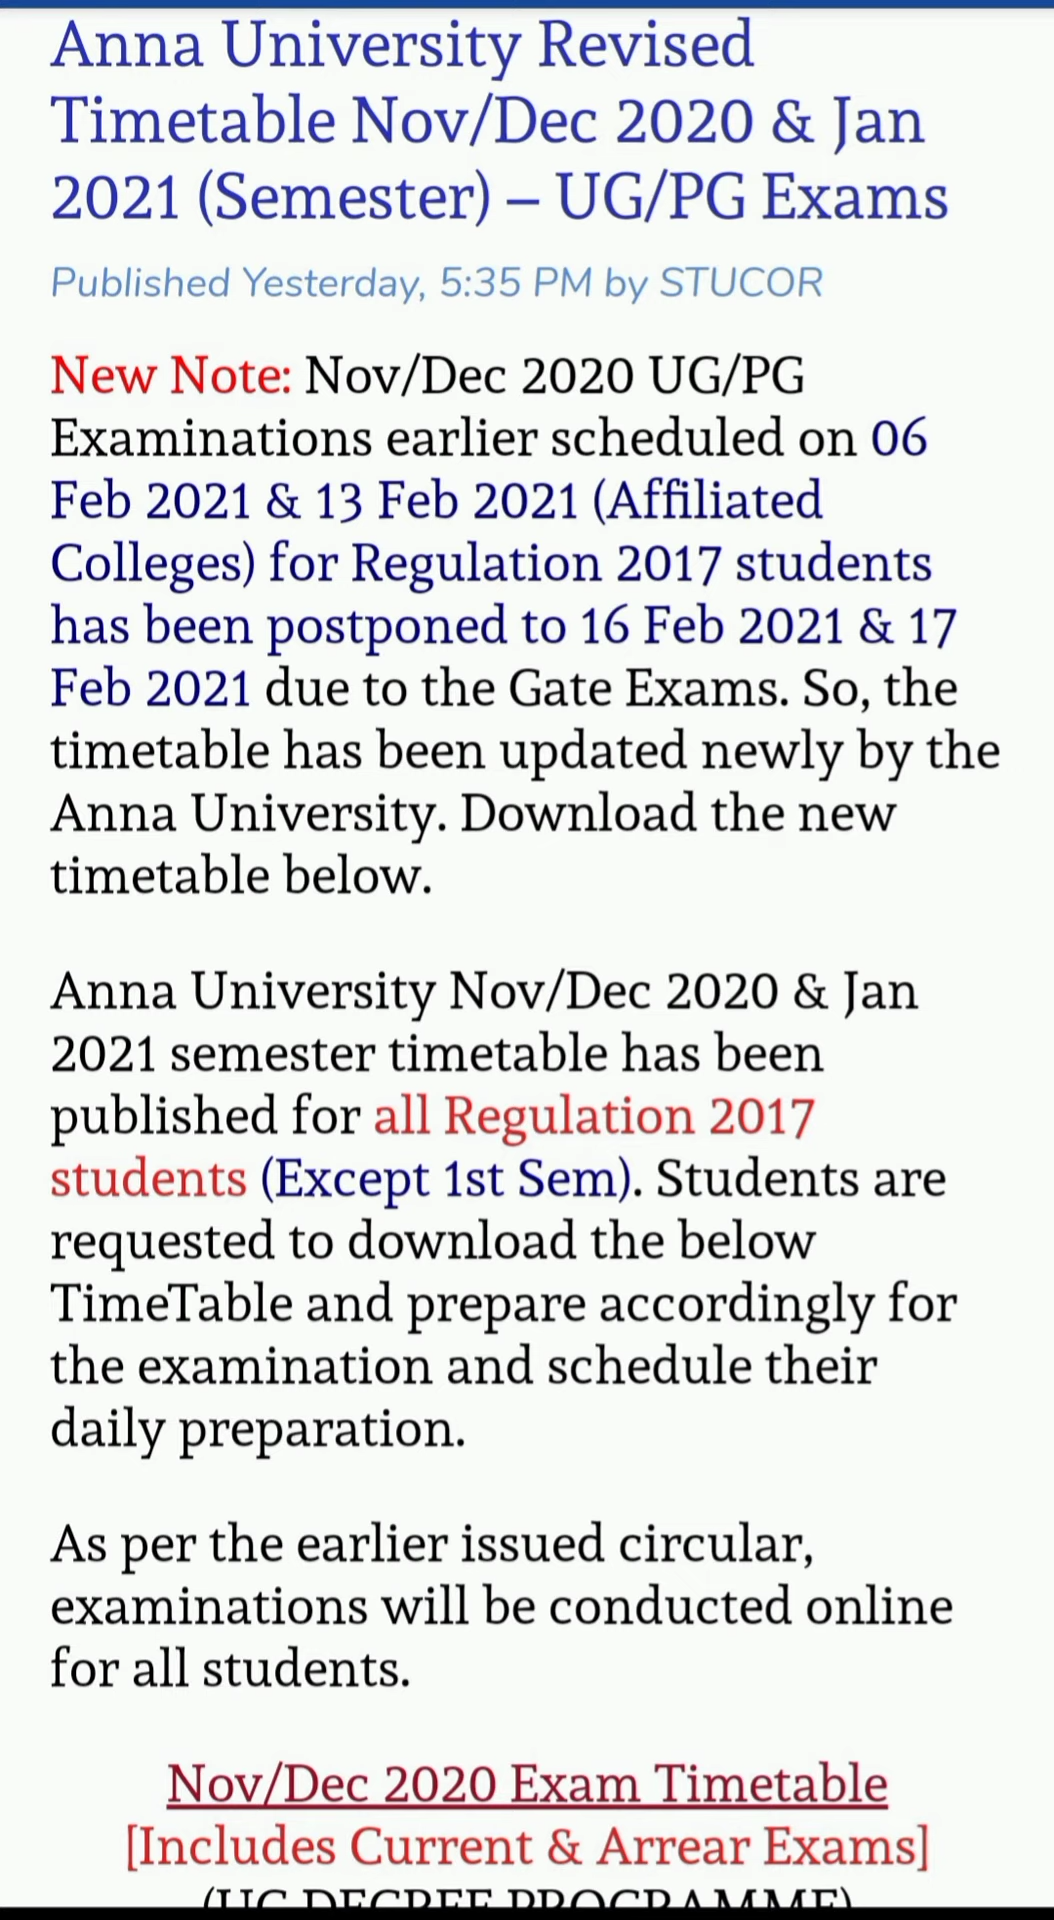 Anna University Revised
Timetable Nov/Dec 2020 & Jan
2021 (Semester) – UG/PG Exams
Published Yesterday, 5:35 PM by STUCOR
New Note: Nov/Dec 2020 UG/PG
Examinations earlier scheduled on 06
Feb 2021 & 13 Feb 2021 (Affiliated
Colleges) for Regulation 2017 students
has been postponed to 16 Feb 2021 & 17
Feb 2021 due to the Gate Exams. So, the
timetable has been updated newly by the
Anna University. Download the new
timetable below.
Anna University Nov/Dec 2020 & Jan
2021 semester timetable has been
published for all Regulation 2017
students (Except 1st Sem). Students are
requested to download the below
TimeTable and prepare accordingly for
the examination and schedule their
daily preparation.
As per the earlier issued circular,
examinations will be conducted online
for all students.
Nov/Dec 2020 Exam Timetable
[Includes Current & Arrear Exams]
(UG DEGREE PROGRAMME)